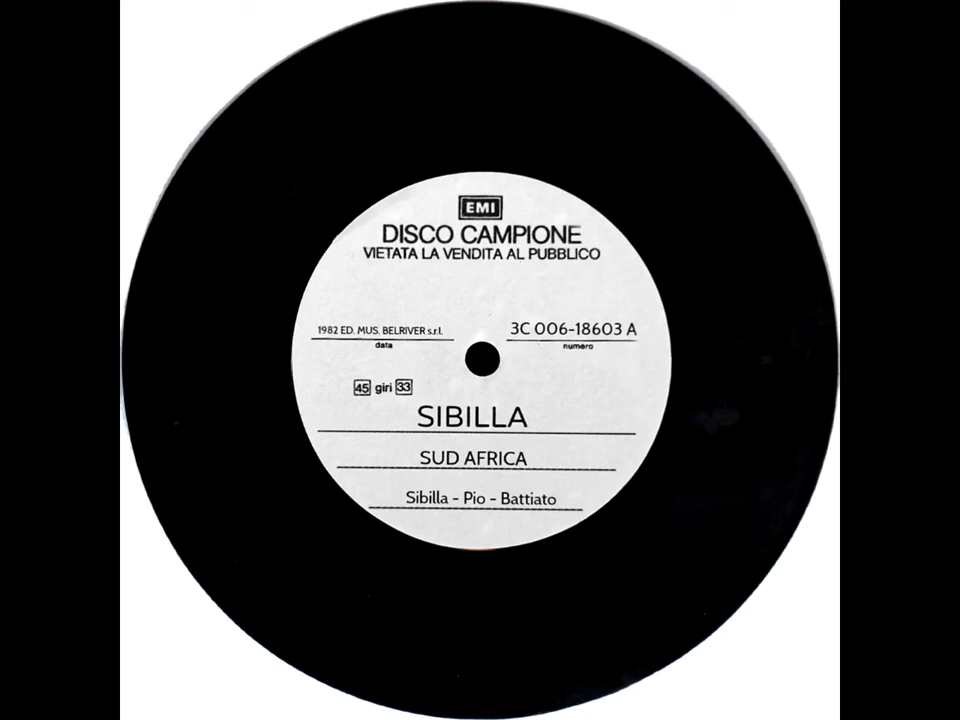 EMI
DISCO CAMPIONE
VIETATA LA VENDITA AL PUBBLICO
1982 ED. MUS. BELRIVER s.r.l.
data
3C 006-18603 A
numero
45 giri 33
SIBILLA
SUD AFRICA
Sibilla - Pio - Battiato